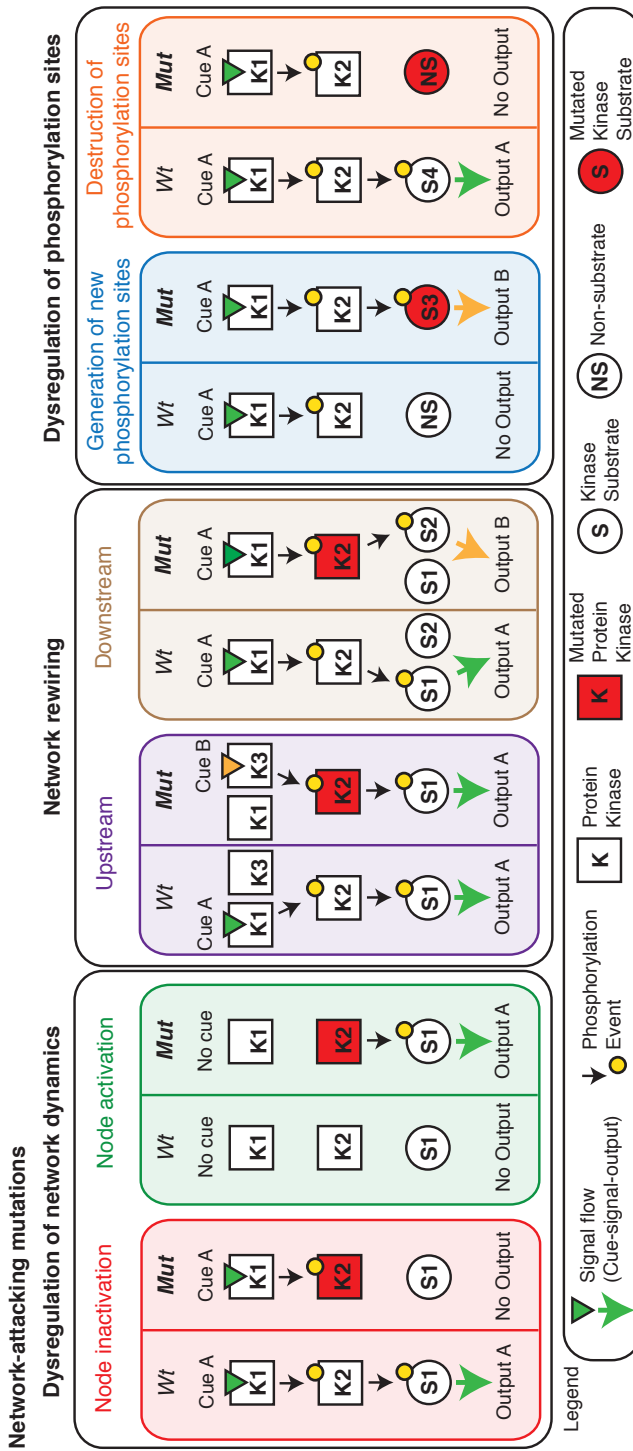 Network-attacking mutations
Dysregulation of network dynamics
Node inactivation
Wt
Mut
Cue A
Cue A
K1
K1
K2
K2
S1
S1
Output A
No Output
Node activation
Wt
Mut
No cue
No cue
K1
K1
K2
K2
S1
S1
No Output
Output A
Network rewiring
Upstream
Wt
Mut
Cue A
Cue B
K1
K3
K1
K3
K2
K2
S1
S1
Output A
Output A
Downstream
Wt
Mut
Cue A
Cue A
K1
K1
K2
K2
S1
S2
S1
S2
Output A
Output B
Dysregulation of phosphorylation sites
Generation of new
phosphorylation sites
Wt
Mut
Cue A
Cue A
K1
K1
K2
K2
NS
S3
No Output
Output B
Destruction of
phosphorylation sites
Wt
Mut
Cue A
Cue A
K1
K1
K2
K2
S4
NS
Output A
No Output
Legend
Signal flow
(Cue-signal-output)
Phosphorylation
Event
K
Protein
Kinase
K
Mutated
Protein
Kinase
S
Kinase
Substrate
NS
Non-substrate
S
Mutated
Kinase
Substrate